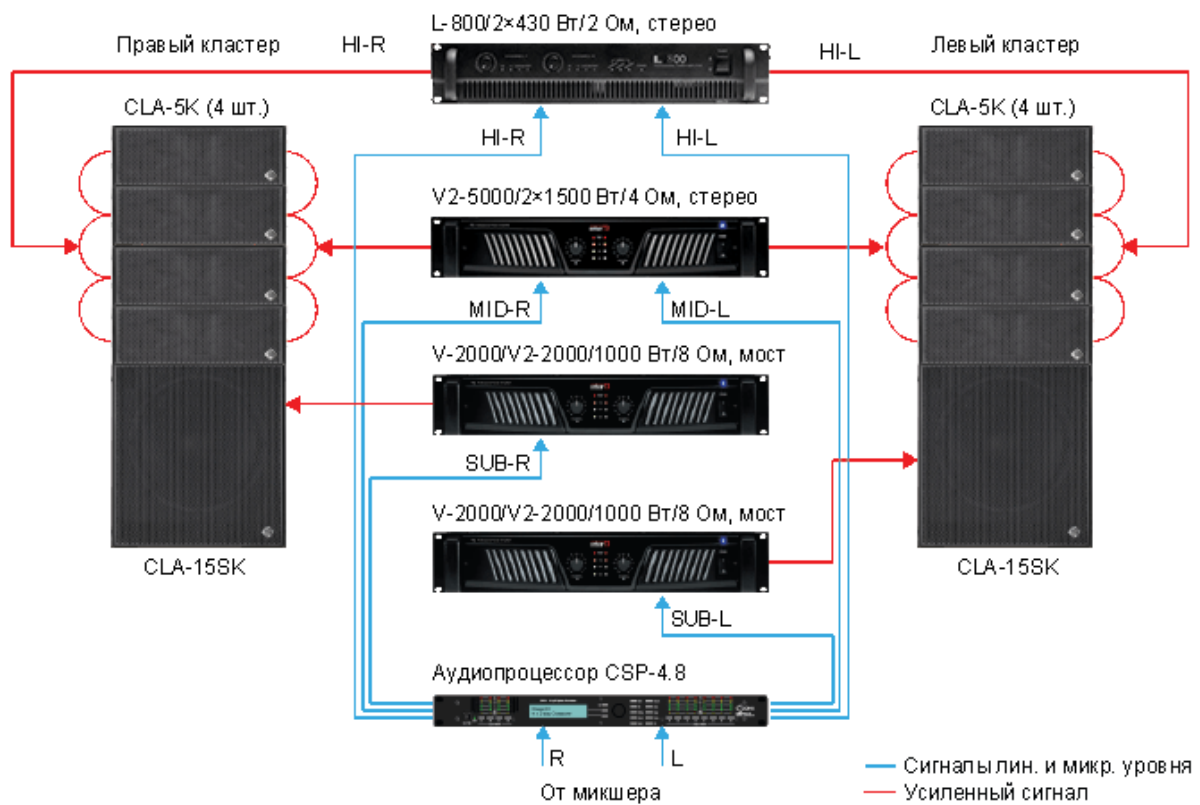 L-800/2×430 Вт/2 Ом, стерео
Правый кластер
HI-R
HI-L
Левый кластер
CLA-5K (4 шт.)
CLA-5K (4 шт.)
HI-R
HI-L
V2-5000/2×1500 Вт/4 Ом, стерео
MID-R
MID-L
V-2000/V2-2000/1000 Вт/8 Ом, мост
SUB-R
V-2000/V2-2000/1000 Вт/8 Ом, мост
CLA-15SK
CLA-15SK
SUB-L
Аудиопроцессор CSP-4.8
R
L
От микшера
Сигналы лин. и микр. уровня
Усиленный сигнал